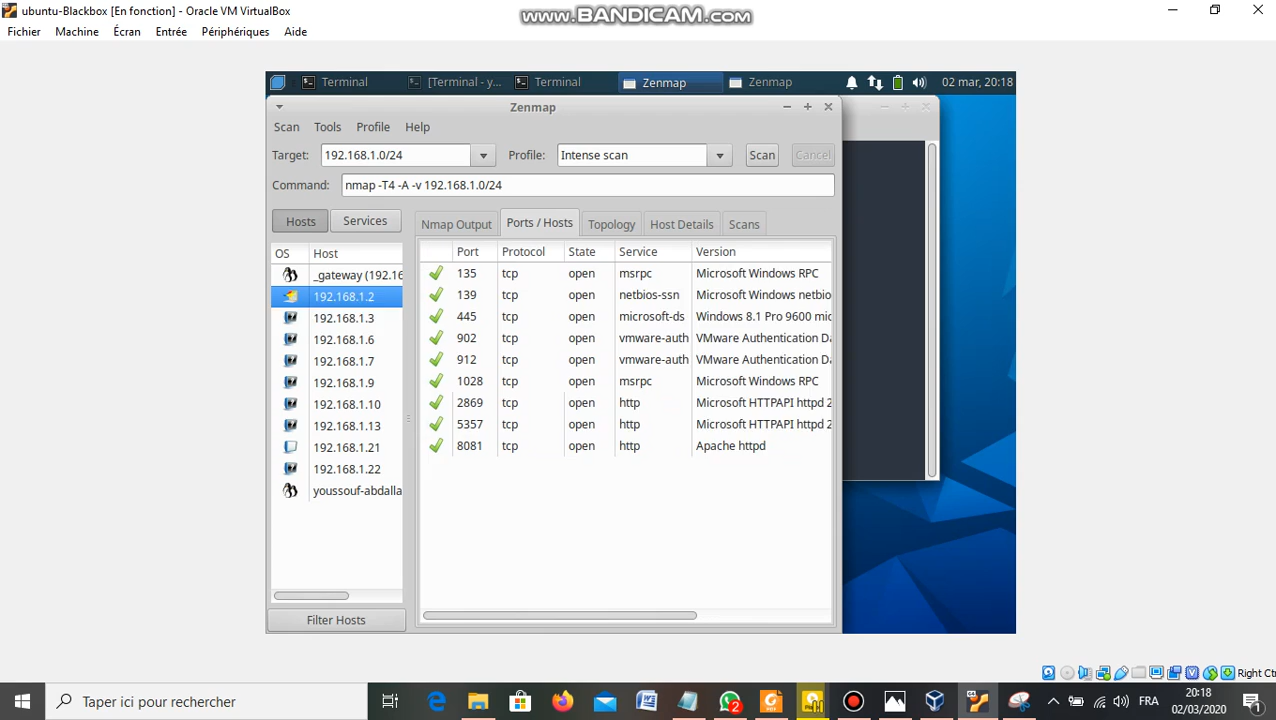 ubuntu-Blackbox [En fonction] - Oracle VM VirtualBox
www.BANDICAM.com
Fichier Machine Écran Entrée Périphériques Aide
Terminal [Terminal - y... Terminal Zenmap Zenmap 02 mar, 20:18
Zenmap
Scan Tools Profile Help
Target: 192.168.1.0/24 Profile: Intense scan Scan Cancel
Command: nmap -T4 -A -v 192.168.1.0/24
Hosts Services Nmap Output Ports / Hosts Topology Host Details Scans
OS Host Port Protocol State Service Version
_gateway (192.16 135 tcp open msrpc Microsoft Windows RPC
192.168.1.2 139 tcp open netbios-ssn Microsoft Windows netbio
192.168.1.3 445 tcp open microsoft-ds Windows 8.1 Pro 9600 mic
192.168.1.6 902 tcp open vmware-auth VMware Authentication Da
192.168.1.7 912 tcp open vmware-auth VMware Authentication Da
192.168.1.9 1028 tcp open msrpc Microsoft Windows RPC
192.168.1.10 2869 tcp open http Microsoft HTTPAPI httpd 2
192.168.1.13 5357 tcp open http Microsoft HTTPAPI httpd 2
192.168.1.21 8081 tcp open http Apache httpd
192.168.1.22
youssouf-abdalla
Filter Hosts
Right Ct
Taper ici pour rechercher 2 FRA 20:18
02/03/2020 1